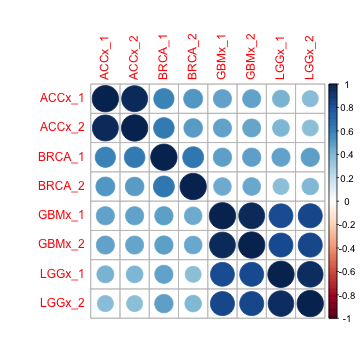 ACCx_1
ACCx_2
BRCA_1
BRCA_2
GBMx_1
GBMx_2
LGGx_1
LGGx_2
ACCx_1
ACCx_2
BRCA_1
BRCA_2
GBMx_1
GBMx_2
LGGx_1
LGGx_2
1
0.8
0.6
0.4
0.2
0
-0.2
-0.4
-0.6
-0.8
-1